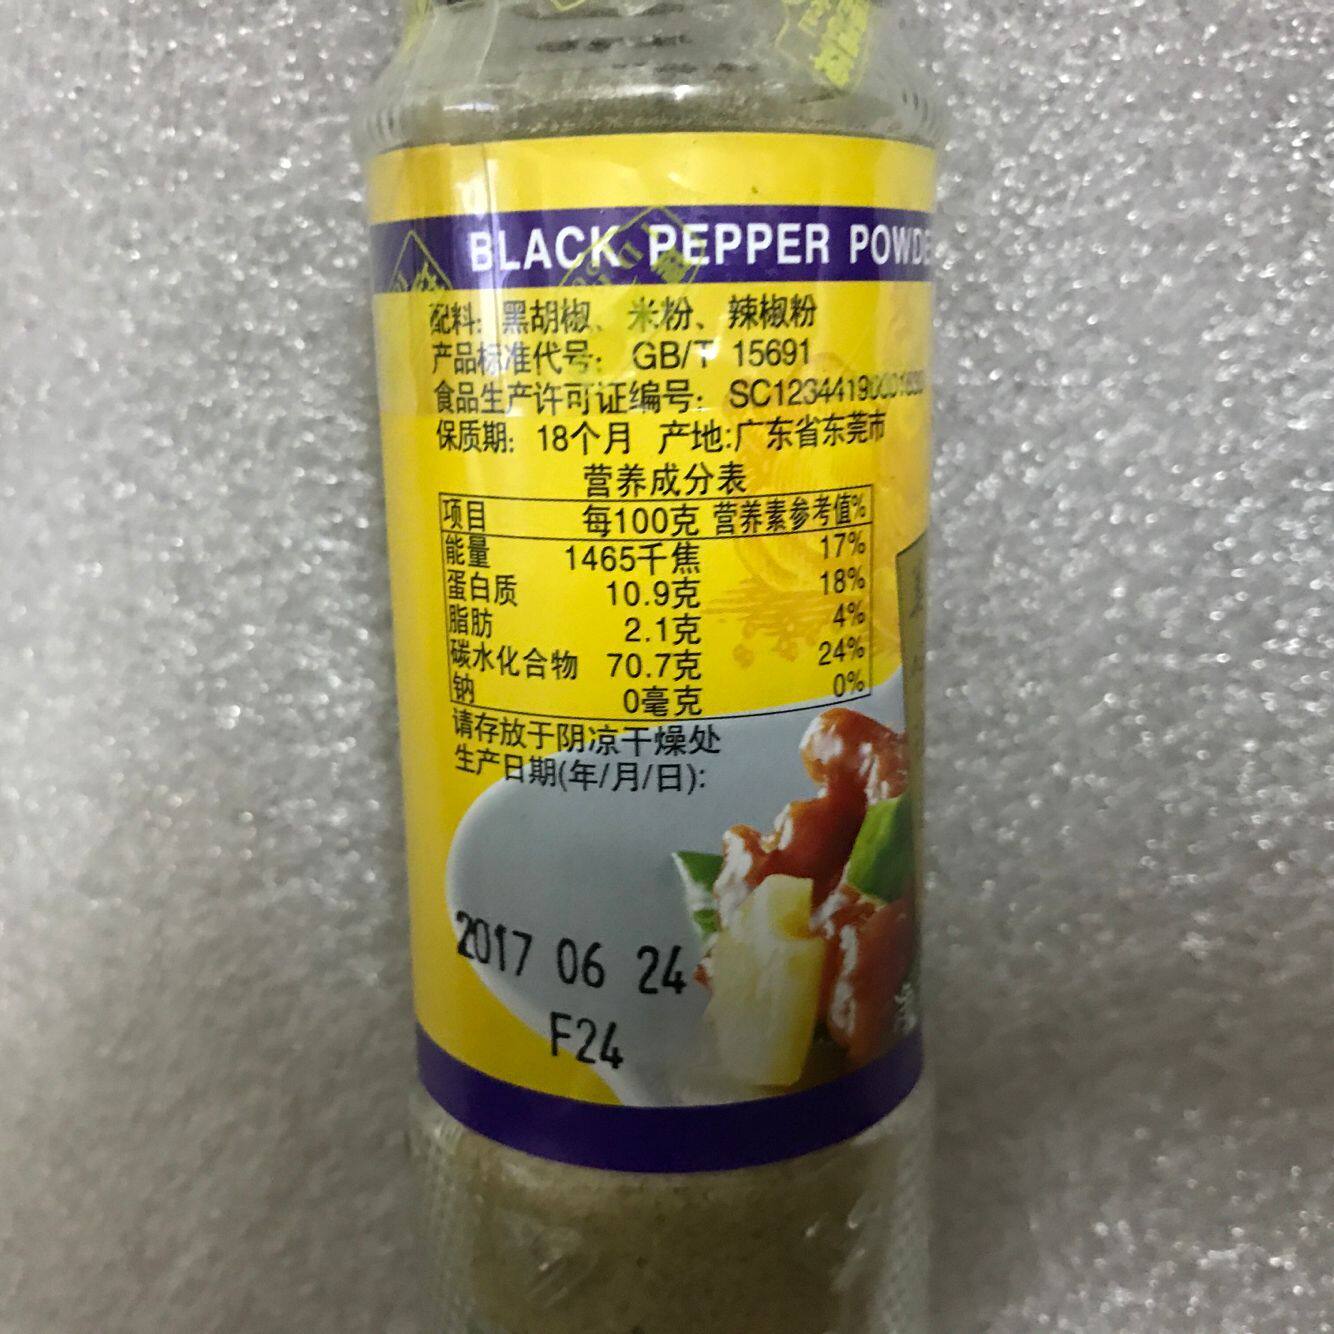 BLACK PEPPER POWDE
配料: 黑胡椒、米粉、辣椒粉
产品标准代号: GB/T 15691
食品生产许可证编号: 
保质期: 18个月 产地:广东省东莞市
营养成分表
项目 每100克 营养素参考值%
能量 1465千焦 17%
蛋白质 10.9克 18%
脂肪 2.1克 4%
碳水化合物 70.7克 24%
钠 0毫克 0%
请存放于阴凉干燥处
生产日期(年/月/日):
2017 06 24
F24